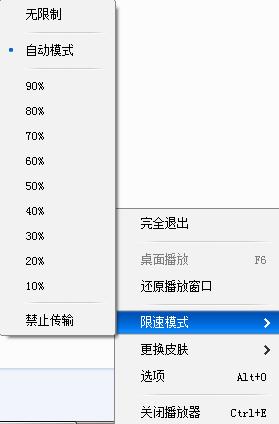 无限制
自动模式
90%
80%
70%
60%
50%
40%
30%
20%
10%
禁止传输
完全退出
桌面播放 F6
还原播放窗口
限速模式
更换皮肤
选项 Alt+O
关闭播放器 Ctrl+E